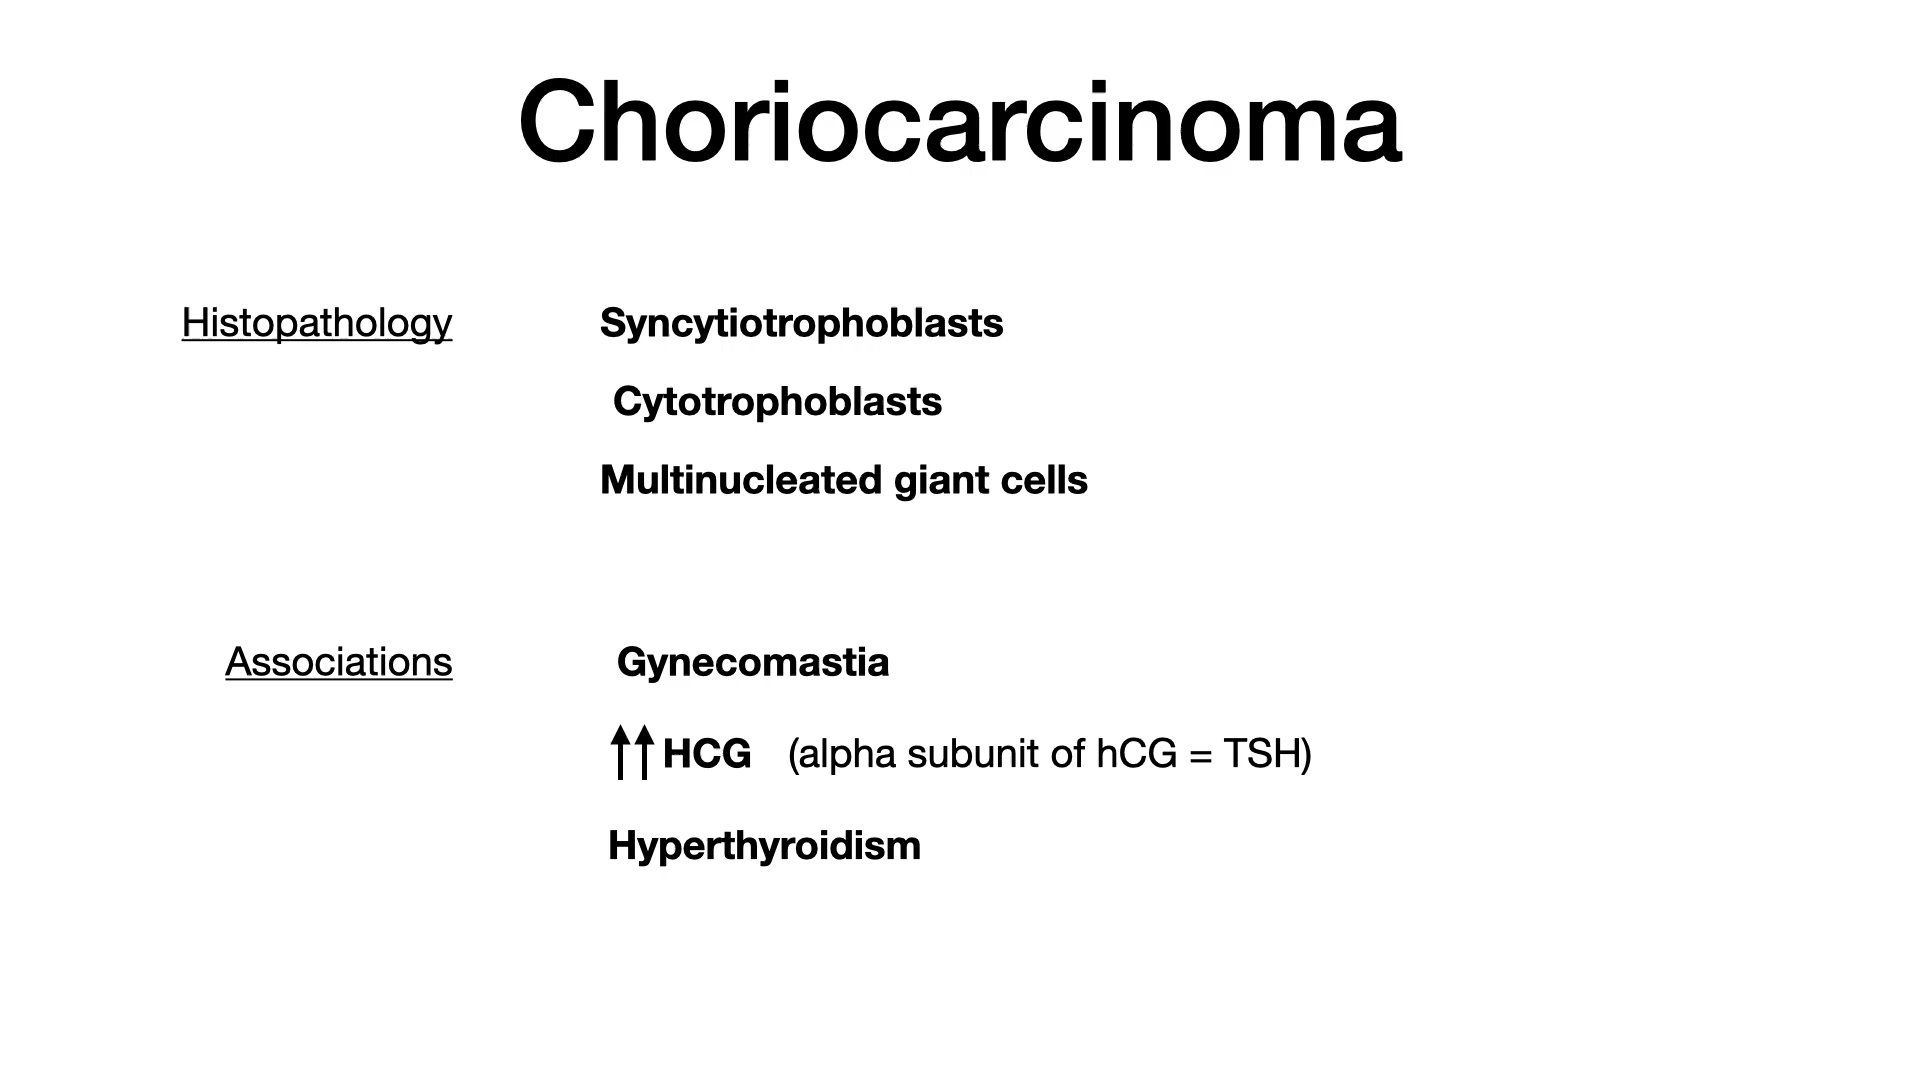 Choriocarcinoma
Histopathology Syncytiotrophoblasts
Cytotrophoblasts
Multinucleated giant cells
Associations Gynecomastia
↑↑ HCG (alpha subunit of hCG = TSH)
Hyperthyroidism